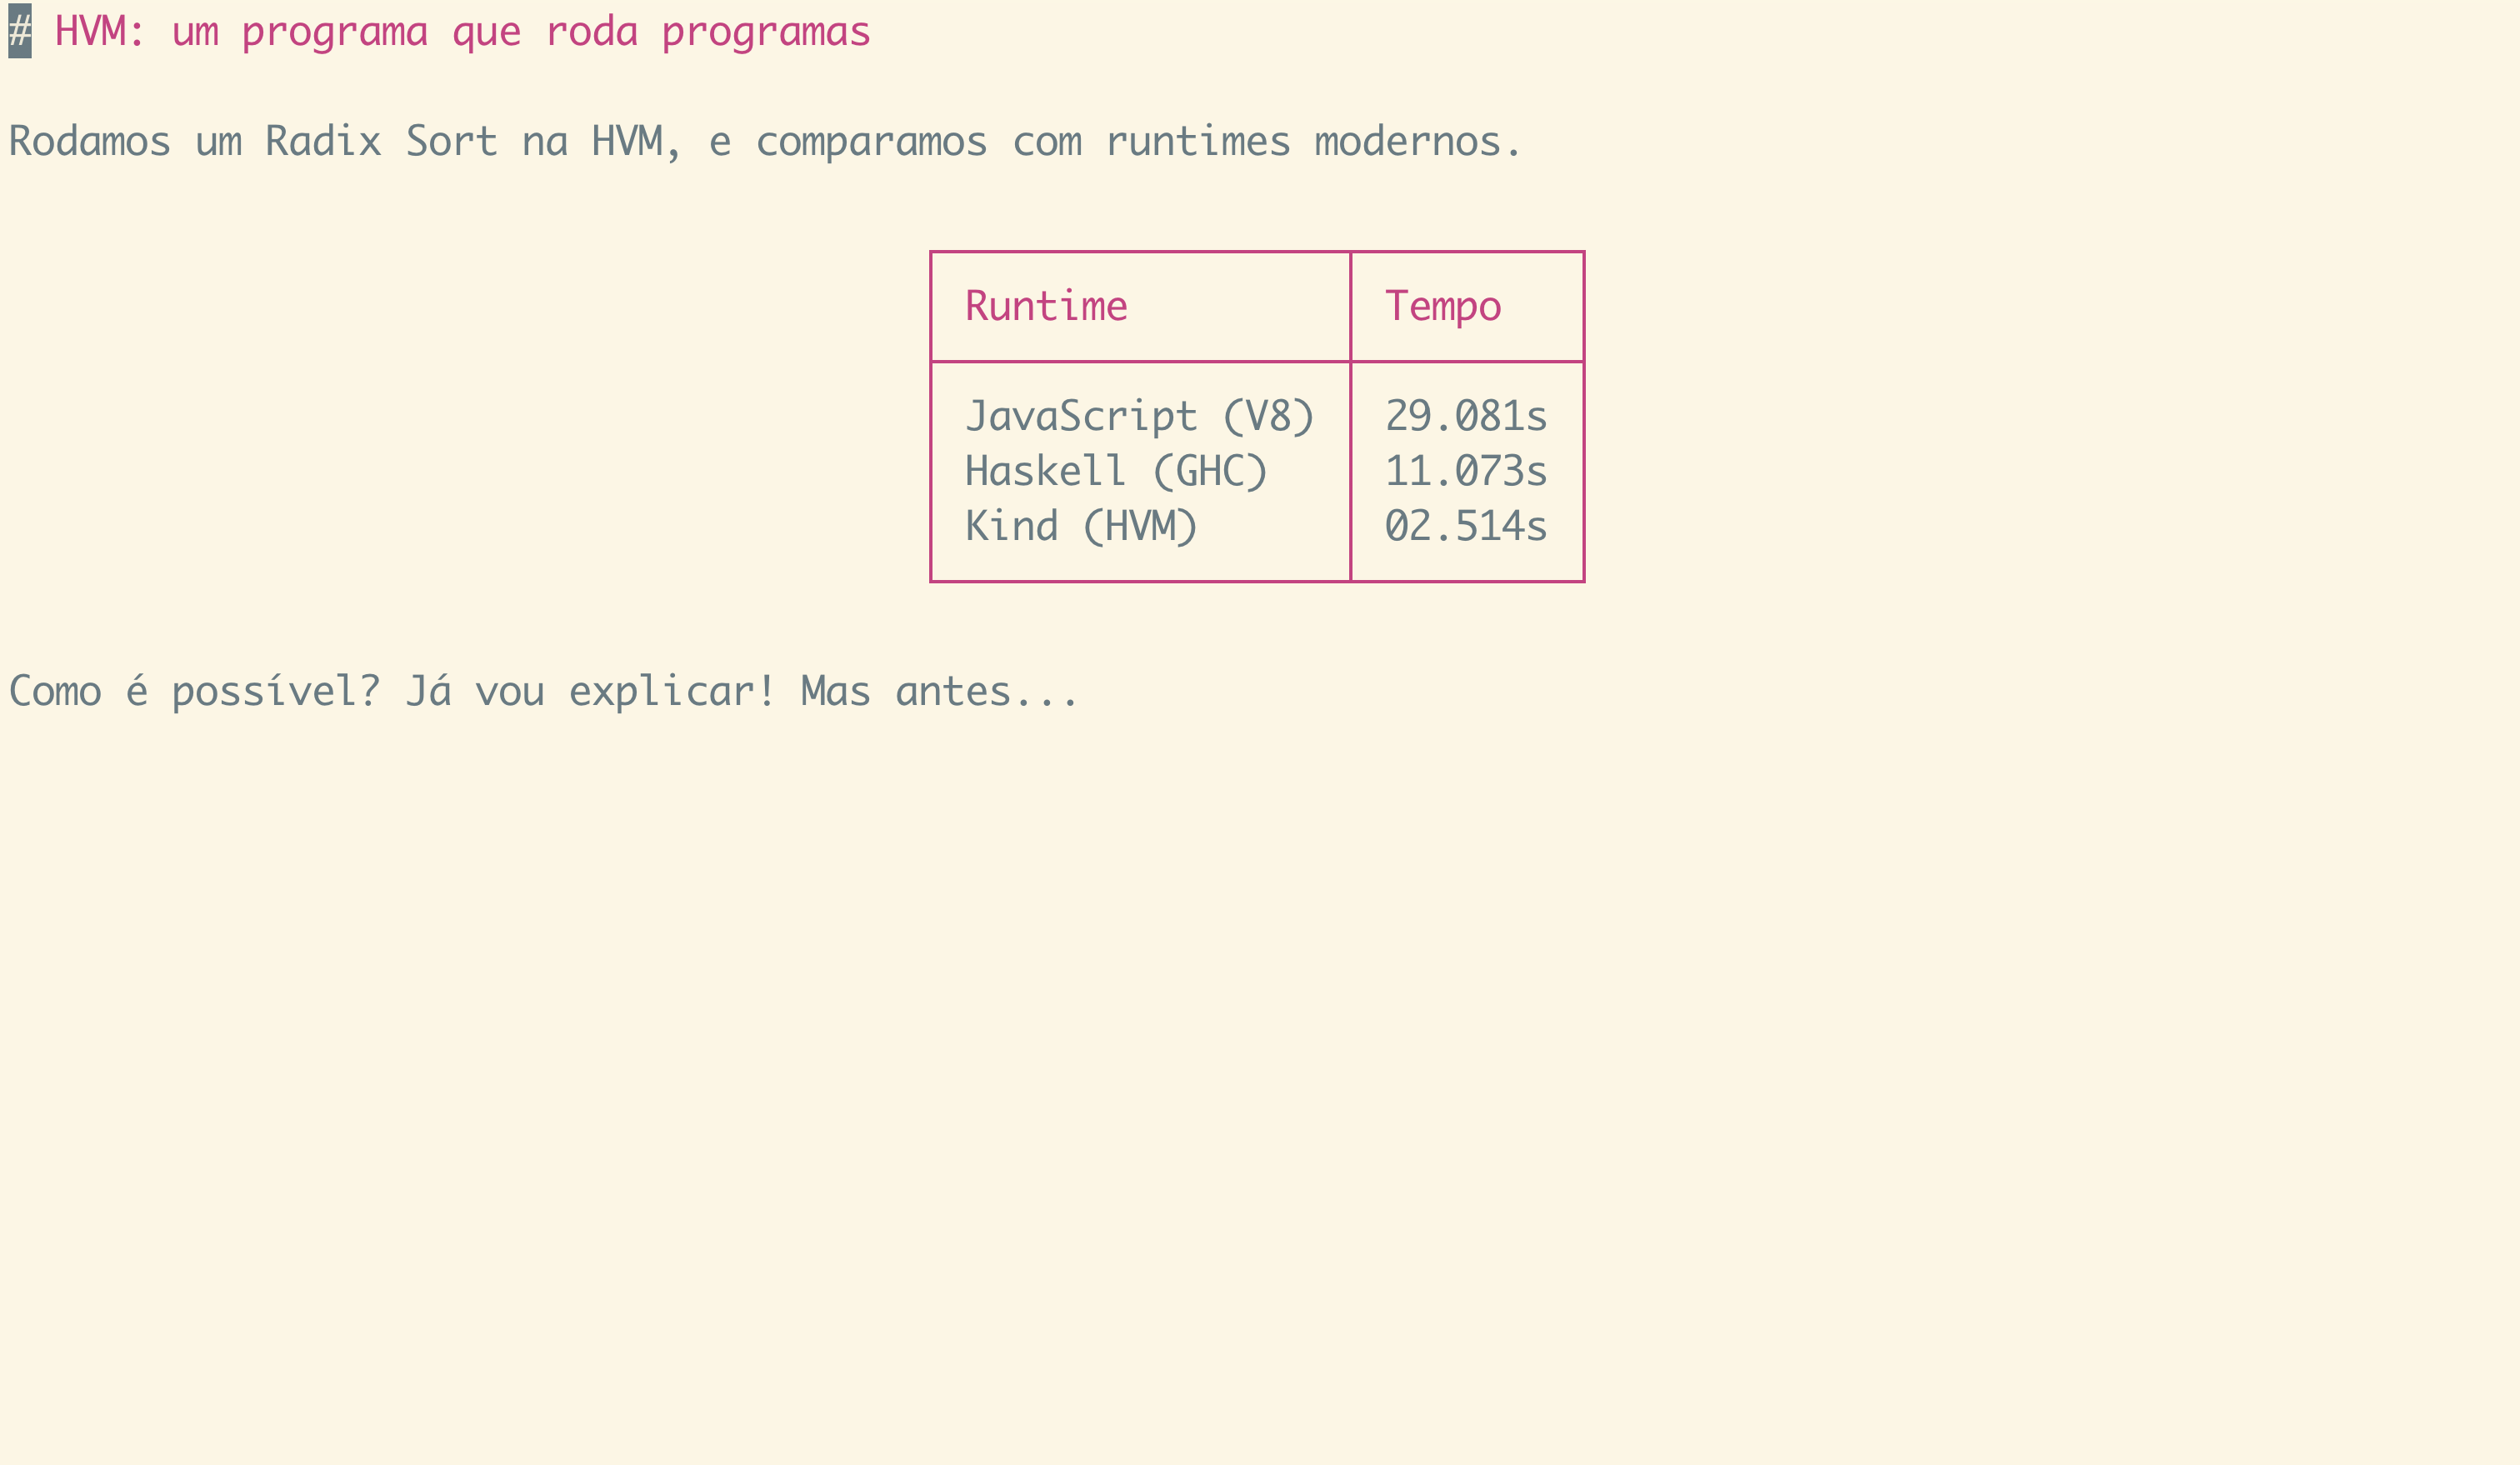 # HVM: um programa que roda programas
Rodamos um Radix Sort na HVM, e comparamos com runtimes modernos.
Runtime Tempo
JavaScript (V8) 29.081s
Haskell (GHC) 11.073s
Kind (HVM) 02.514s
Como é possível? Já vou explicar! Mas antes...